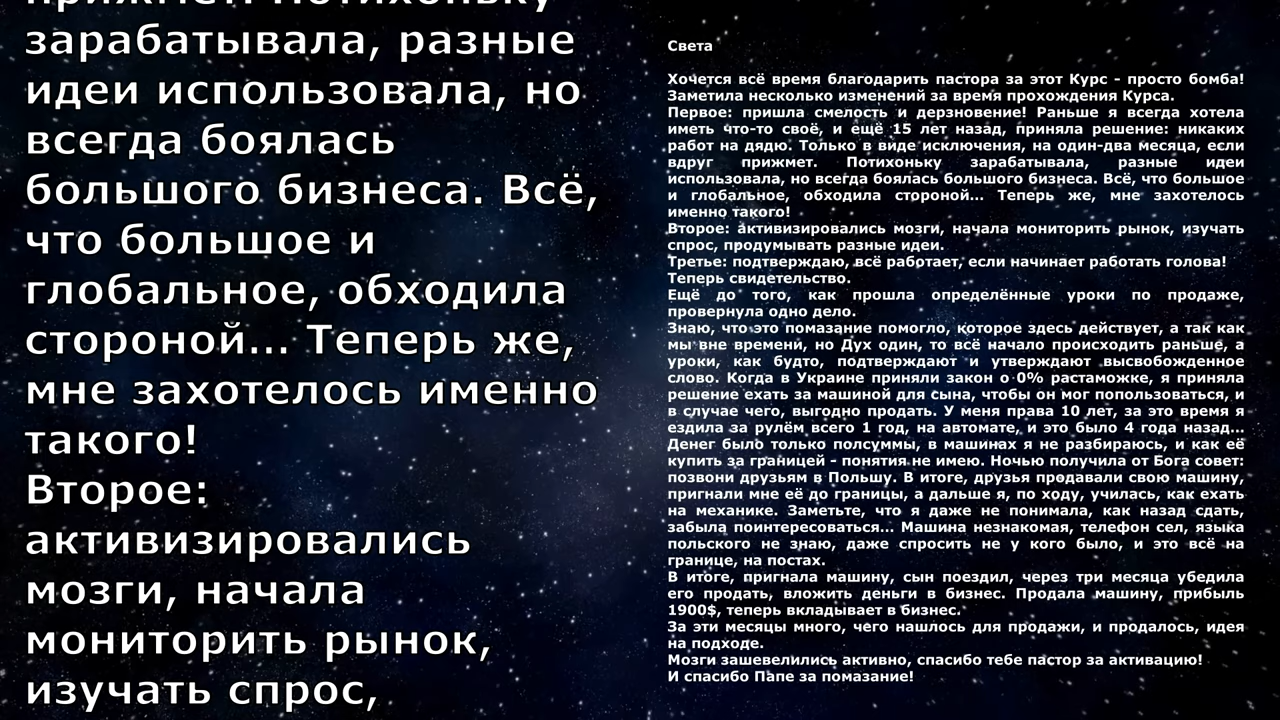 прижмет. Потихоньку
зарабатывала, разные
идеи использовала, но
всегда боялась
большого бизнеса. Всё,
что большое и
глобальное, обходила
стороной... Теперь же,
мне захотелось именно
такого!
Второе:
активизировались
мозги, начала
мониторить рынок,
изучать спрос,
Света
Хочется всё время благодарить пастора за этот Курс - просто бомба!
Заметила несколько изменений за время прохождения Курса.
Первое: пришла смелость и дерзновение! Раньше я всегда хотела
иметь что-то своё, и ещё 15 лет назад, приняла решение: никаких
работ на дядю. Только в виде исключения, на один-два месяца, если
вдруг прижмет. Потихоньку зарабатывала, разные идеи
использовала, но всегда боялась большого бизнеса. Всё, что большое
и глобальное, обходила стороной... Теперь же, мне захотелось
именно такого!
Второе: активизировались мозги, начала мониторить рынок, изучать
спрос, продумывать разные идеи.
Третье: подтверждаю, всё работает, если начинает работать голова!
Теперь свидетельство.
Ещё до того, как прошла определённые уроки по продаже,
провернула одно дело.
Знаю, что это помазание помогло, которое здесь действует, а так как
мы вне времени, но Дух один, то всё начало происходить раньше, а
уроки, как будто, подтверждают и утверждают высвобожденное
слово. Когда в Украине приняли закон о 0% растаможке, я приняла
решение ехать за машиной для сына, чтобы он мог попользоваться, и
в случае чего, выгодно продать. У меня права 10 лет, за это время я
ездила за рулём всего 1 год, на автомате, и это было 4 года назад...
Денег было только полсуммы, в машинах я не разбираюсь, и как её
купить за границей - понятия не имею. Ночью получила от Бога совет:
позвони друзьям в Польшу. В итоге, друзья продавали свою машину,
пригнали мне её до границы, а дальше я, по ходу, училась, как ехать
на механике. Заметьте, что я даже не понимала, как назад сдать,
забыла поинтересоваться... Машина незнакомая, телефон сел, языка
польского не знаю, даже спросить не у кого было, и это всё на
границе, на постах.
В итоге, пригнала машину, сын поездил, через три месяца убедила
его продать, вложить деньги в бизнес. Продала машину, прибыль
1900$, теперь вкладывает в бизнес.
За эти месяцы много, чего нашлось для продажи, и продалось, идея
на подходе.
Мозги зашевелились активно, спасибо тебе пастор за активацию!
И спасибо Папе за помазание!